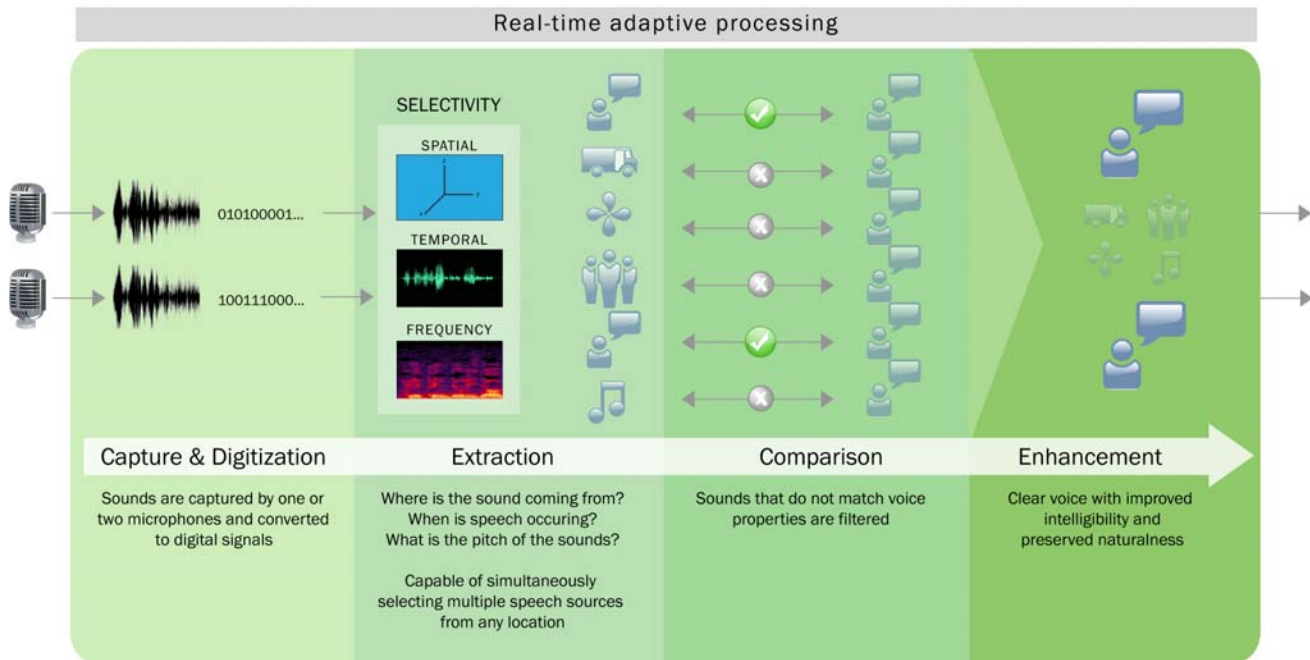 Real-time adaptive processing
SELECTIVITY
SPATIAL
010100001...
TEMPORAL
100111000...
FREQUENCY
Capture & Digitization
Extraction
Comparison
Enhancement
Sounds are captured by one or
two microphones and converted
to digital signals
Where is the sound coming from?
When is speech occuring?
What is the pitch of the sounds?
Capable of simultaneously
selecting multiple speech sources
from any location
Sounds that do not match voice
properties are filtered
Clear voice with improved
intelligibility and
preserved naturalness